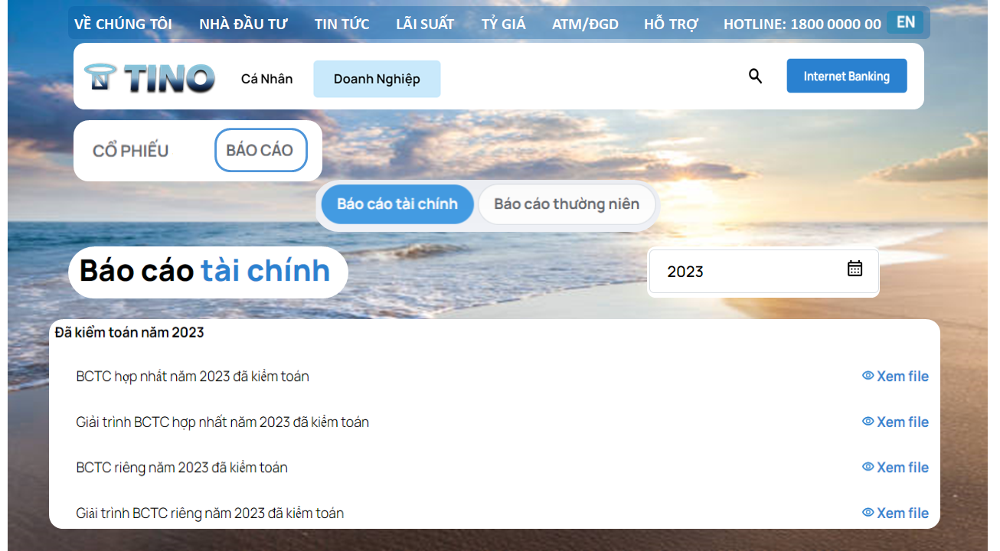 VỀ CHÚNG TÔI NHÀ ĐẦU TƯ TIN TỨC LÃI SUẤT TỶ GIÁ ATM/ĐGD HỖ TRỢ HOTLINE: 1800 0000 00 EN
TINO Cá Nhân Doanh Nghiệp Internet Banking
CỔ PHIẾU BÁO CÁO
Báo cáo tài chính Báo cáo thường niên
Báo cáo tài chính 2023
Đã kiểm toán năm 2023
BCTC hợp nhất năm 2023 đã kiểm toán Xem file
Giải trình BCTC hợp nhất năm 2023 đã kiểm toán Xem file
BCTC riêng năm 2023 đã kiểm toán Xem file
Giải trình BCTC riêng năm 2023 đã kiểm toán Xem file